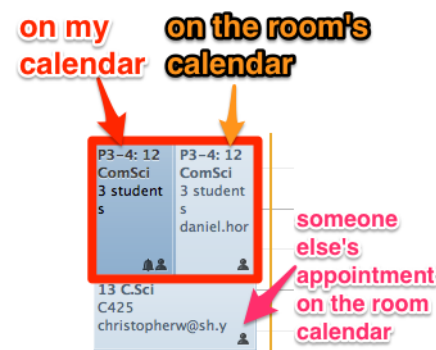 on my
calendar
on the room's
calendar
P3-4: 12
ComSci
3 student
s
P3-4: 12
ComSci
3 student
s
daniel.hor
13 C.Sci
C425
christopherw@sh.y
someone
else's
appointment
on the room
calendar